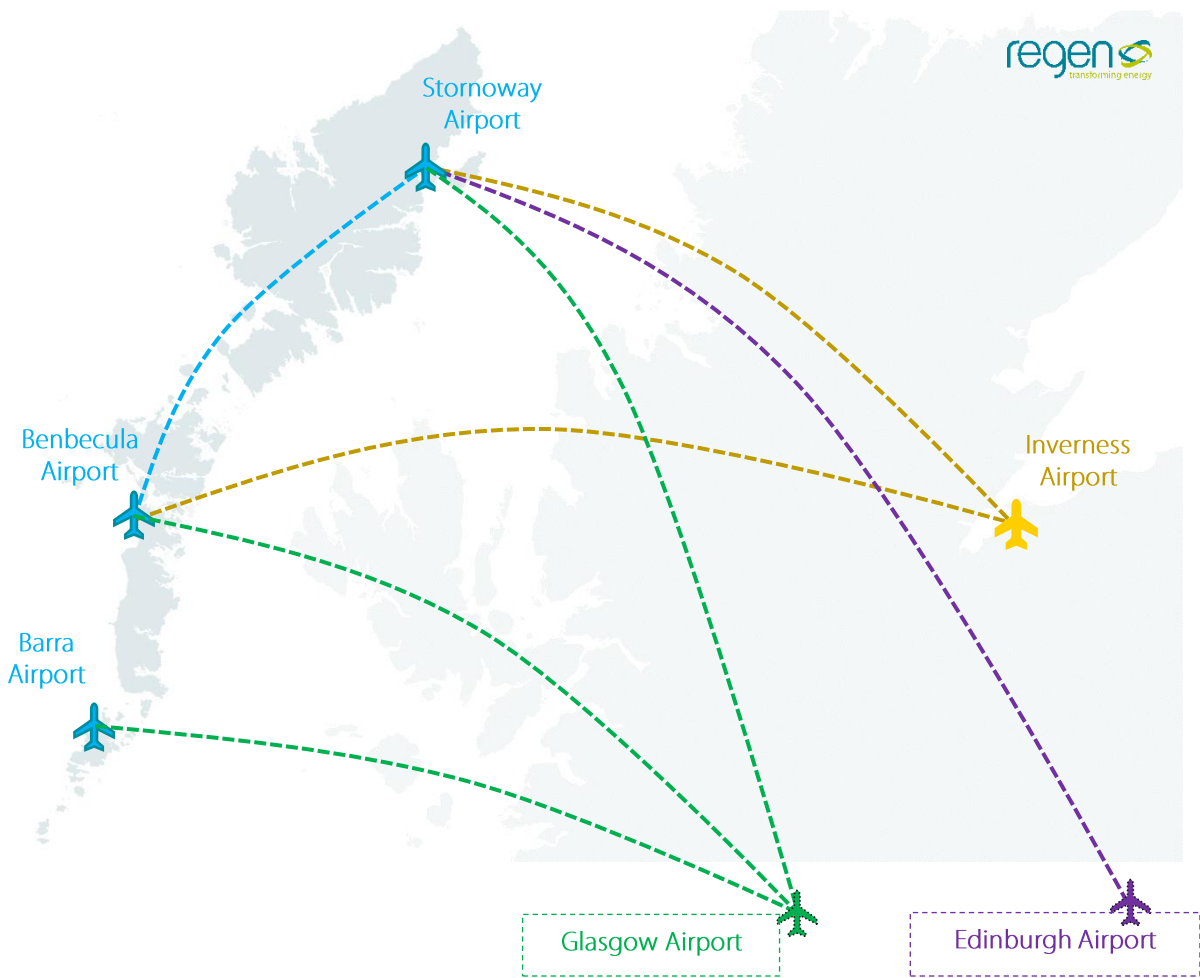 regen
transforming energy
Stornoway
Airport
Benbecula
Airport
Inverness
Airport
Barra
Airport
Glasgow Airport
Edinburgh Airport